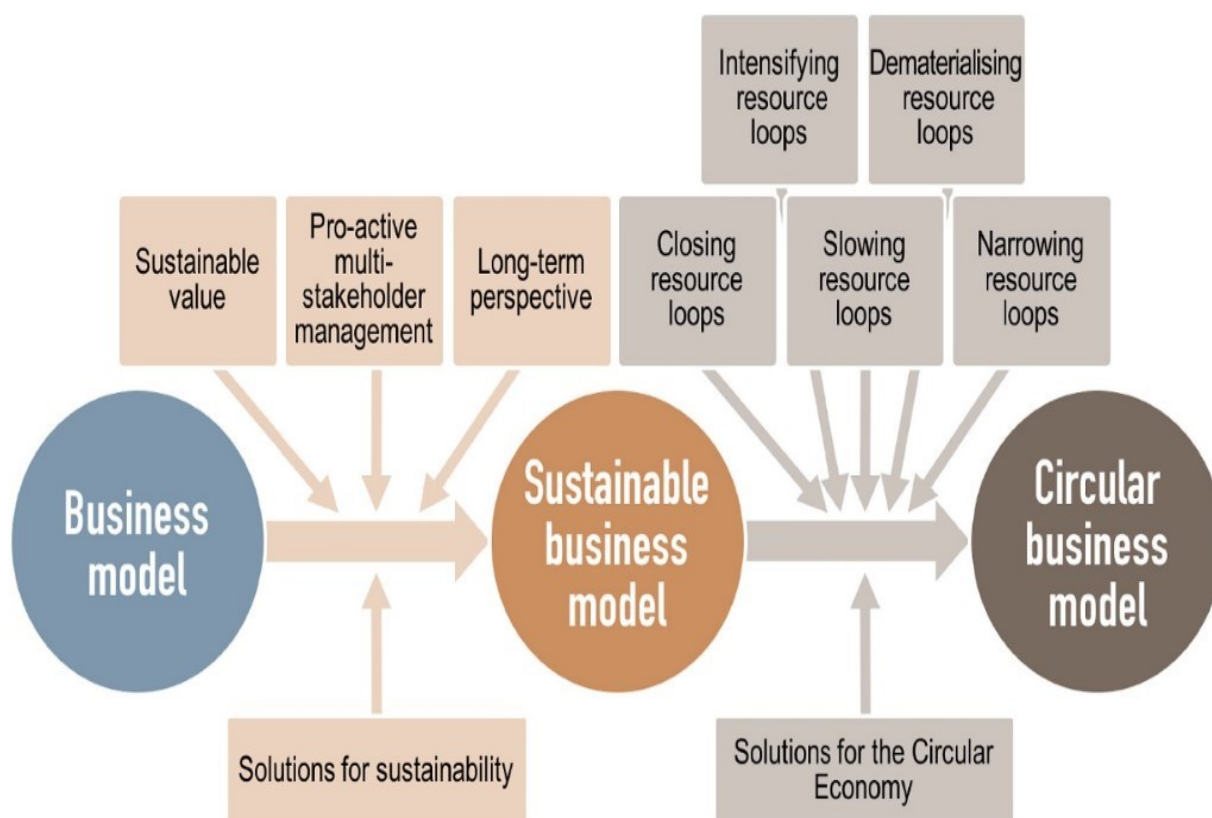 Intensifying
resource
loops
Dematerialising
resource
loops
Sustainable
value
Pro-active
multi-
stakeholder
management
Long-term
perspective
Closing
resource
loops
Slowing
resource
loops
Narrowing
resource
loops
Business
model
Sustainable
business
model
Circular
business
model
Solutions for sustainability
Solutions for the Circular
Economy